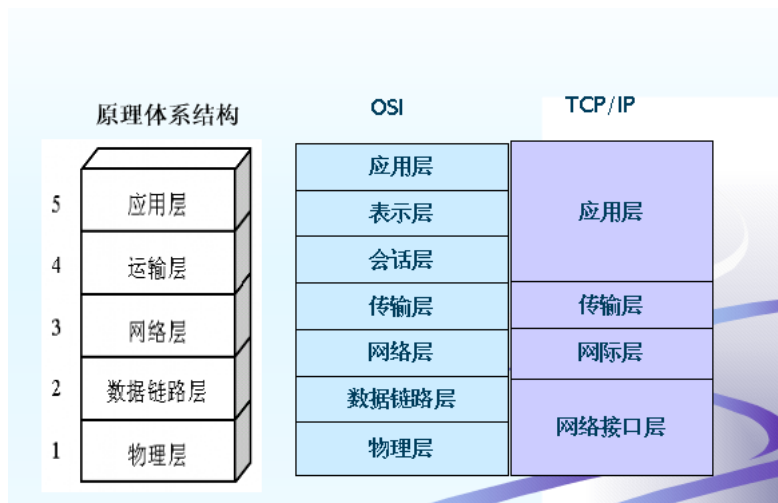 原理体系结构
5 应用层
4 运输层
3 网络层
2 数据链路层
1 物理层
OSI
应用层
表示层
会话层
传输层
网络层
数据链路层
物理层
TCP/IP
应用层
传输层
网际层
网络接口层